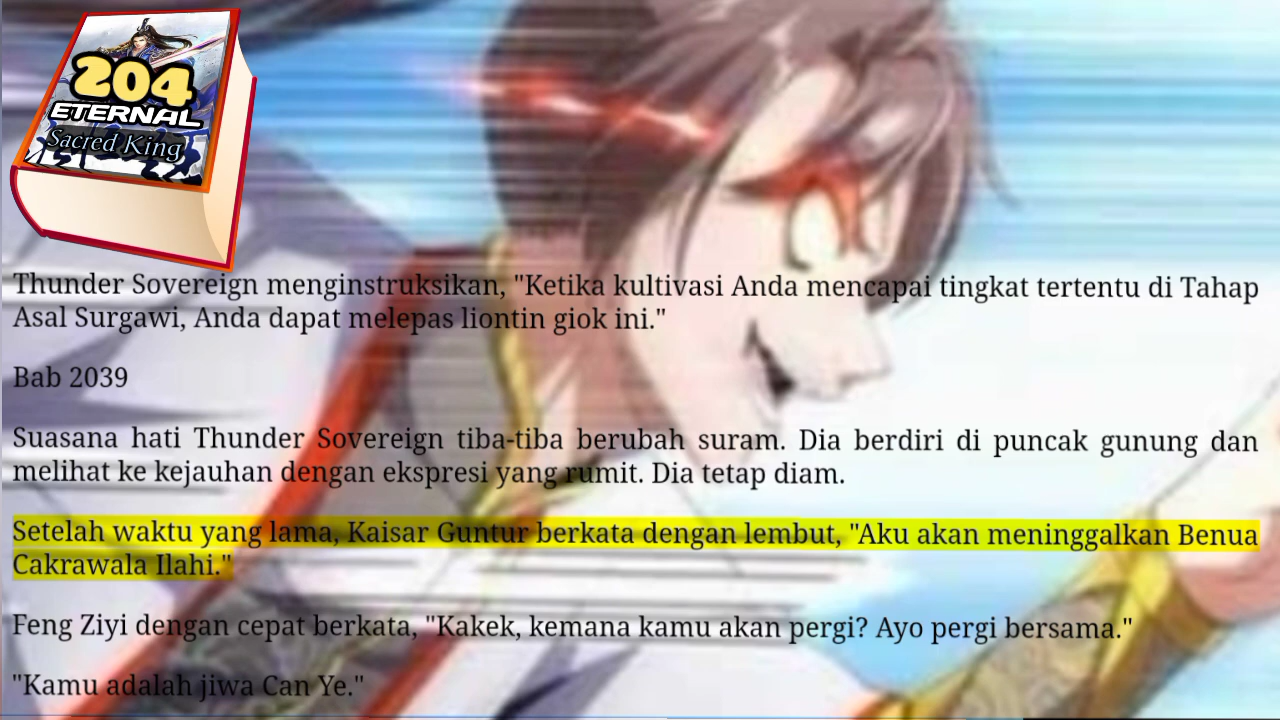 204
ETERNAL
Sacred King
Thunder Sovereign menginstruksikan, "Ketika kultivasi Anda mencapai tingkat tertentu di Tahap
Asal Surgawi, Anda dapat melepas liontin giok ini."
Bab 2039
Suasana hati Thunder Sovereign tiba-tiba berubah suram. Dia berdiri di puncak gunung dan
melihat ke kejauhan dengan ekspresi yang rumit. Dia tetap diam.
Setelah waktu yang lama, Kaisar Guntur berkata dengan lembut, "Aku akan meninggalkan Benua
Cakrawala Ilahi."
Feng Ziyi dengan cepat berkata, "Kakek, kemana kamu akan pergi? Ayo pergi bersama."
"Kamu adalah jiwa Can Ye."